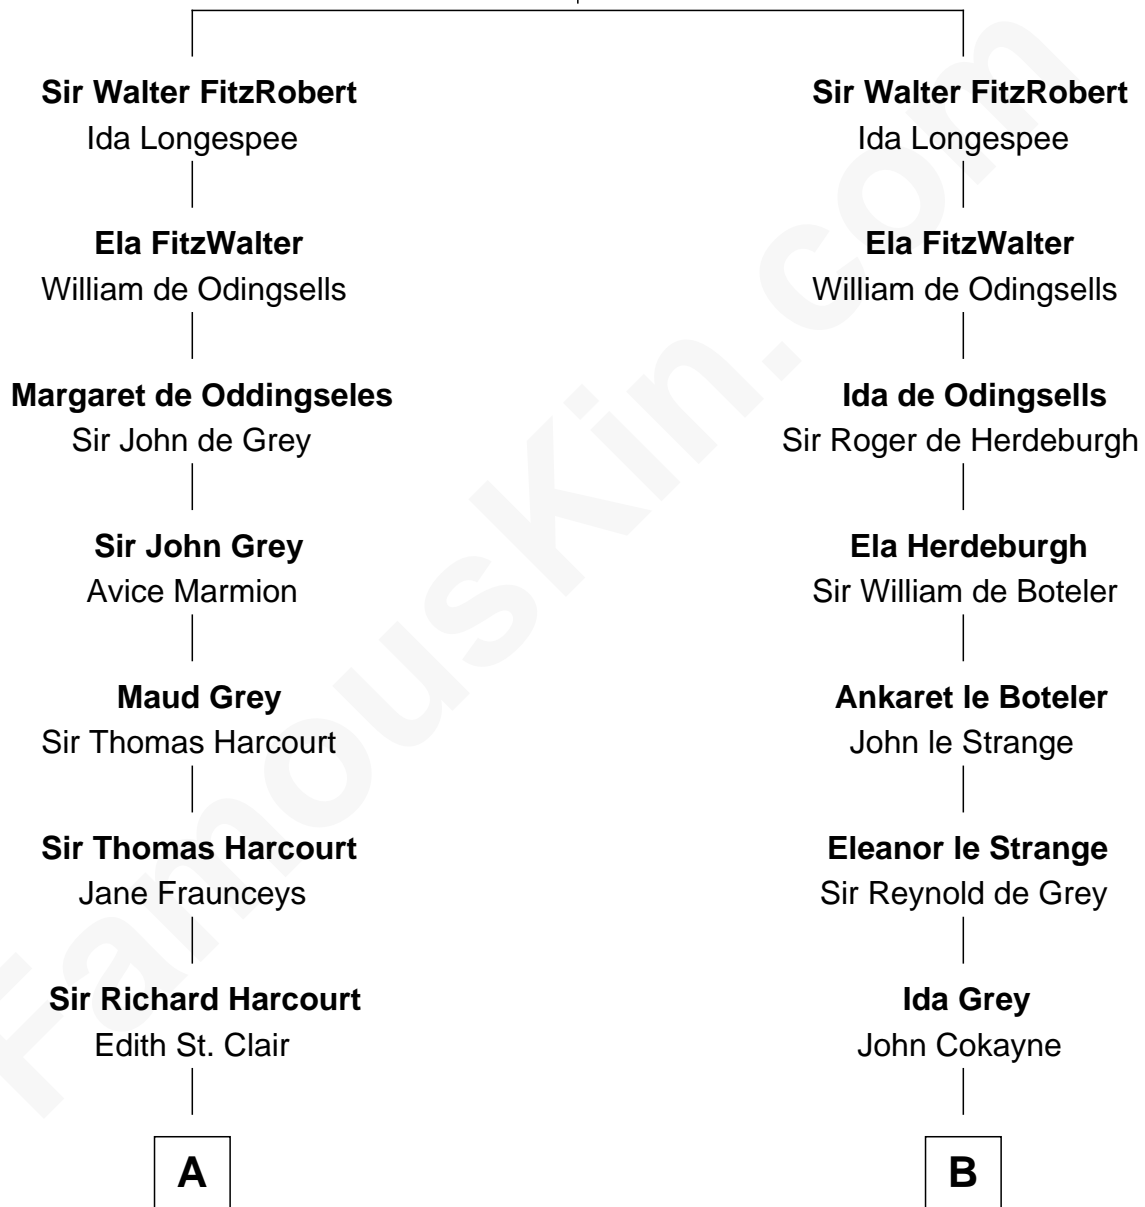 Sir Walter FitzRobert
Ida Longespee
Ela FitzWalter
William de Odingsells
Margaret de Oddingseles
Sir John de Grey
Sir John Grey
Avice Marmion
Maud Grey
Sir Thomas Harcourt
Sir Thomas Harcourt
Jane Fraunceys
Sir Richard Harcourt
Edith St. Clair
A
Sir Walter FitzRobert
Ida Longespee
Ela FitzWalter
William de Odingsells
Ida de Odingsells
Sir Roger de Herdeburgh
Ela Herdeburgh
Sir William de Boteler
Ankaret le Boteler
John le Strange
Eleanor le Strange
Sir Reynold de Grey
Ida Grey
John Cokayne
B
FamousKin.com